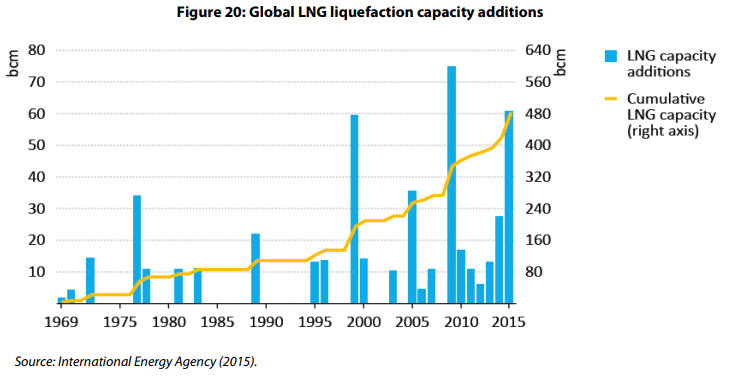 Figure 20: Global LNG liquefaction capacity additions
bcm
80
70
60
50
40
30
20
10
640
560
480
400
320
240
160
80
bcm
LNG capacity
additions
Cumulative
LNG capacity
(right axis)
1969 1975 1980 1985 1990 1995 2000 2005 2010 2015
Source: International Energy Agency (2015).